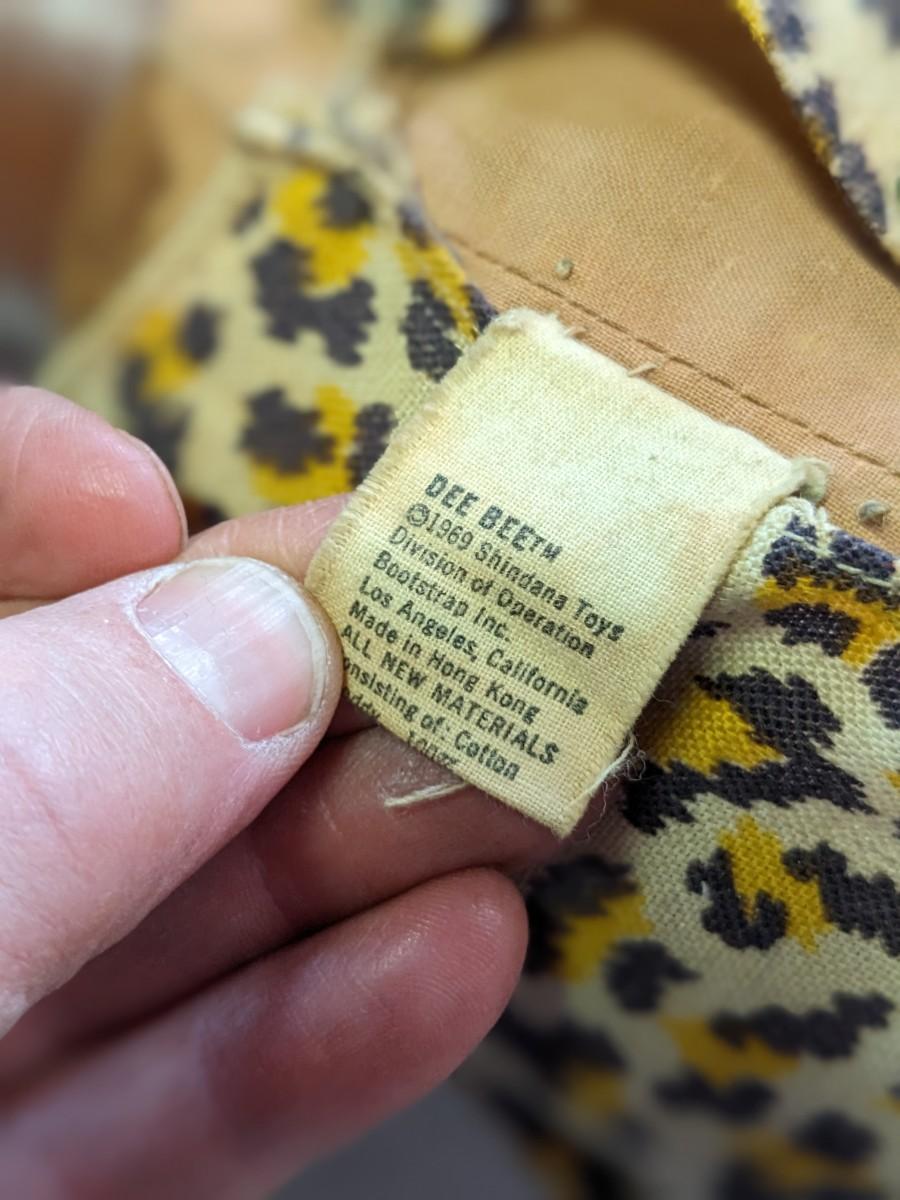 DEE BEE™
©1969 Shindana Toys
Division of Operation
Bootstrap Inc.
Los Angeles, California
Made in Hong Kong
ALL NEW MATERIALS
onsisting of: Cotton
100%